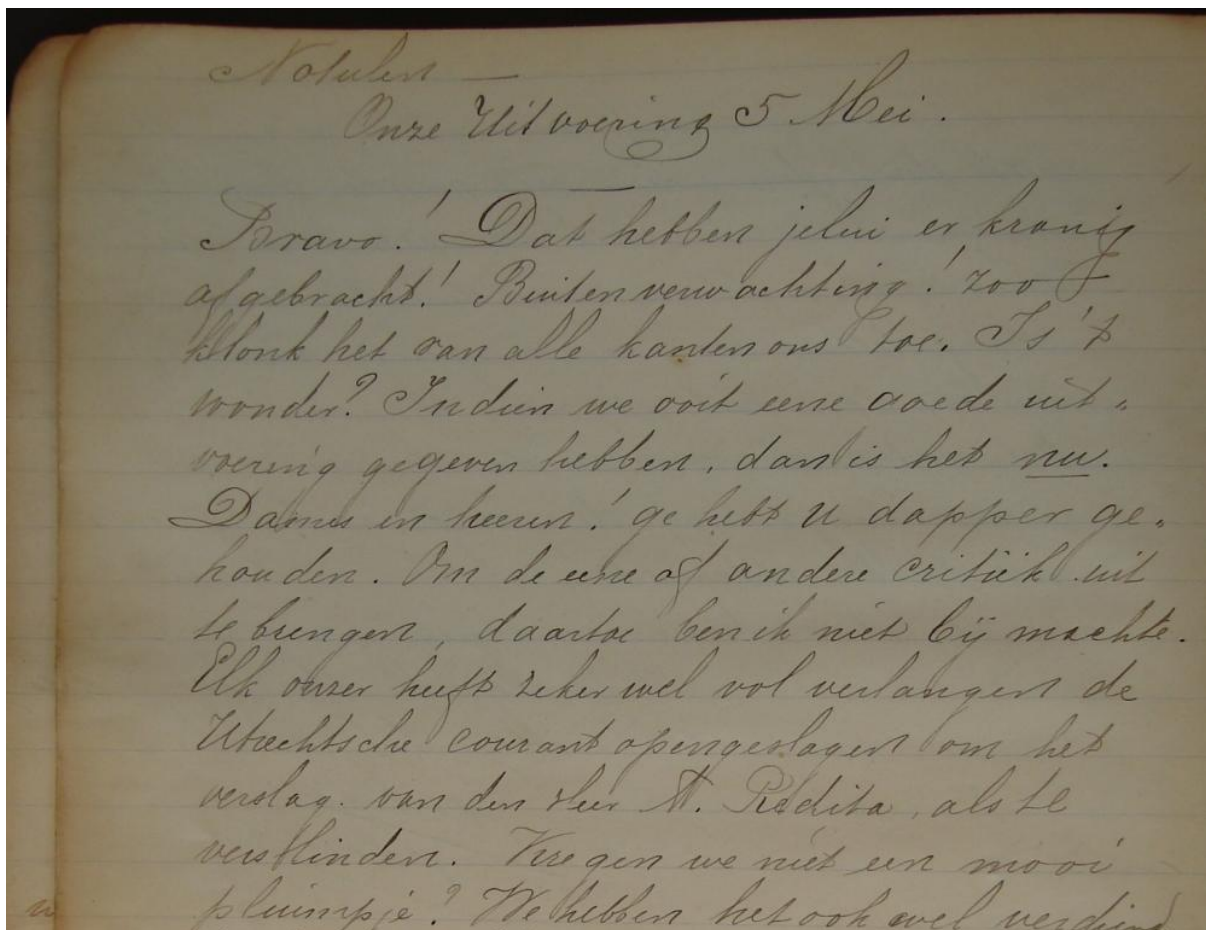 Notulen —
Onze Uitvoering 5 Mei.
Bravo! Dat hebben jelui er kranig
afgebracht! Buiten verwachting! zoo
klonk het van alle kanten ons toe. Is 't
wonder? Indien we ooit eene goede uit-
voering gegeven hebben, dan is het nu.
Dames en heeren! ge hebt u dapper ge-
houden. Om de eene of andere critiek uit
te brengen, daartoe ben ik niet bij machte.
Elk onzer heeft zeker wel vol verlangen de
Utrechtsche courant opengeslagen om het
verslag van den Heer A. Redita, als te
verslinden. Kregen we niet een mooi
pluimpje? We hebben het ook wel verdiend